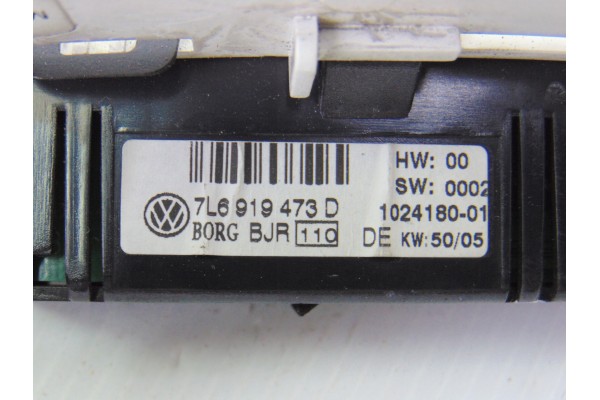 HW: 00
SW: 0002
7L6 919 473 D
1024180-01
BORG BJR 110 DE KW: 50/05